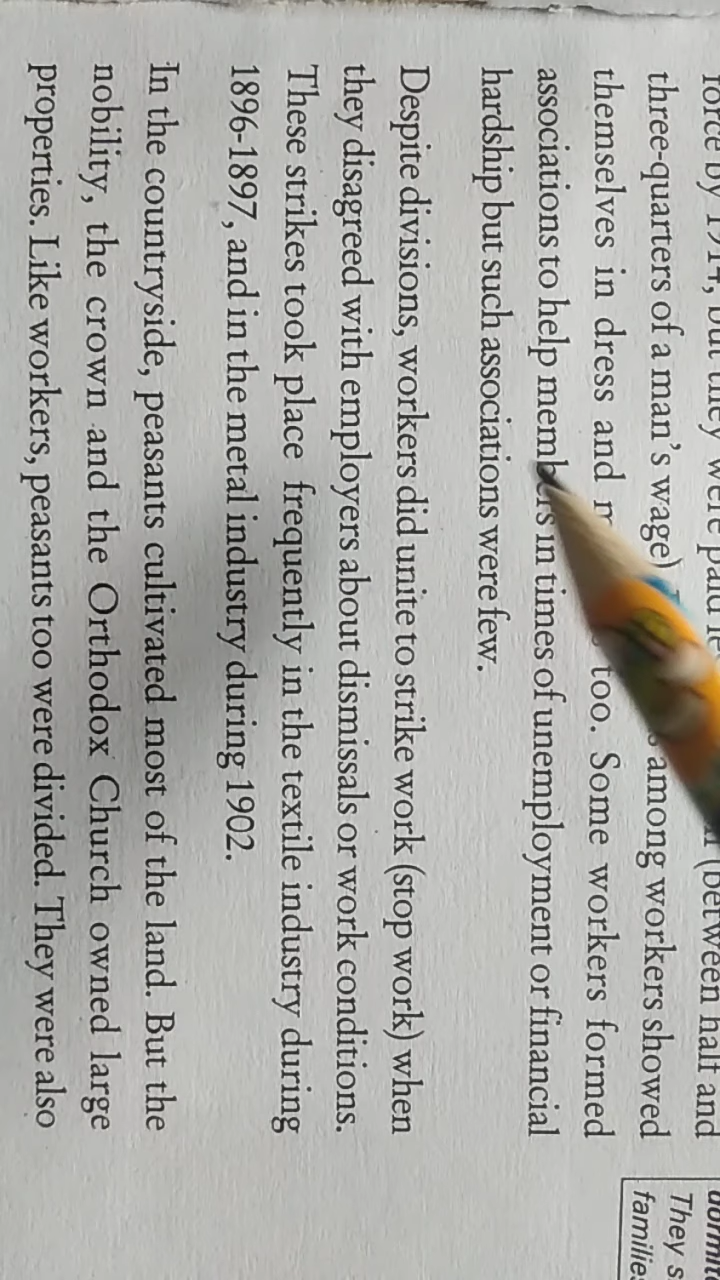 force by 1914, but they were paid (between half and
three-quarters of a man's wage) among workers showed
themselves in dress and too. Some workers formed
associations to help members in times of unemployment or financial
hardship but such associations were few.
Despite divisions, workers did unite to strike work (stop work) when
they disagreed with employers about dismissals or work conditions.
These strikes took place frequently in the textile industry during
1896-1897, and in the metal industry during 1902.
In the countryside, peasants cultivated most of the land. But the
nobility, the crown and the Orthodox Church owned large
properties. Like workers, peasants too were divided. They were also
They s